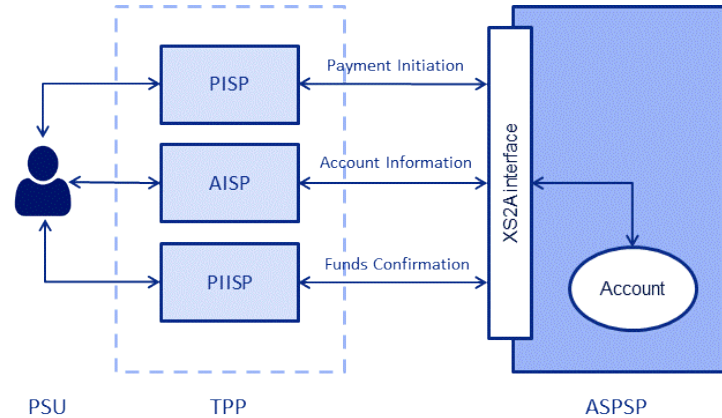 Payment Initiation
PISP
Account Information
AISP
XS2A interface
Funds Confirmation
PIISP
Account
PSU
TPP
ASPSP